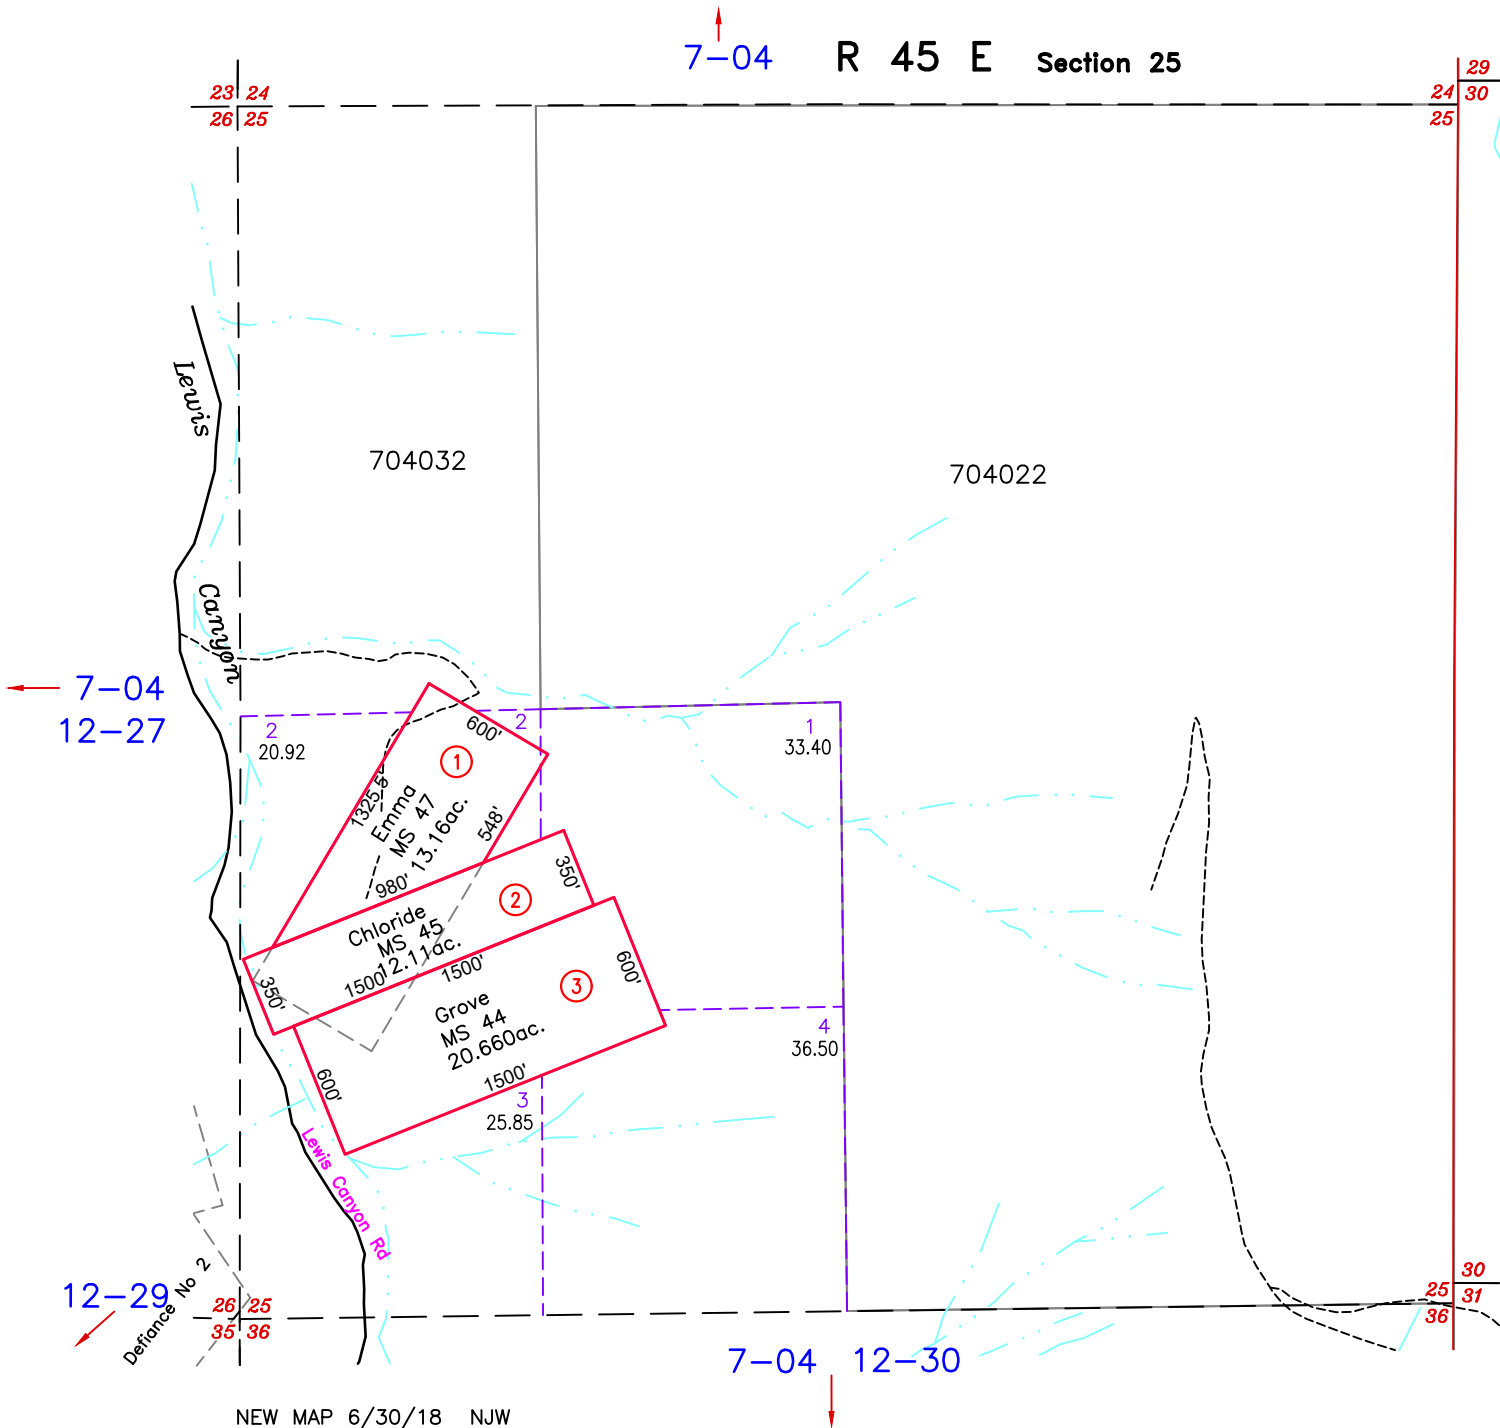 7-04 R 45 E Section 25
23 24
26 25
24
25
29
30
Lewis
Canyon
704032
704022
7-04
12-27
2
20.92
2
1
33.40
600'
1
1325.5'
Emma
MS 47
13.16ac.
548'
980'
350'
2
Chloride
MS 45
12.11ac.
350'
1500'
1500'
3
600'
Grove
MS 44
20.660ac.
600'
1500'
4
36.50
3
25.85
Lewis Canyon Rd
12-29
Defiance No 2
26 25
35 36
25
36
30
31
7-04 12-30
NEW MAP 6/30/18 NJW